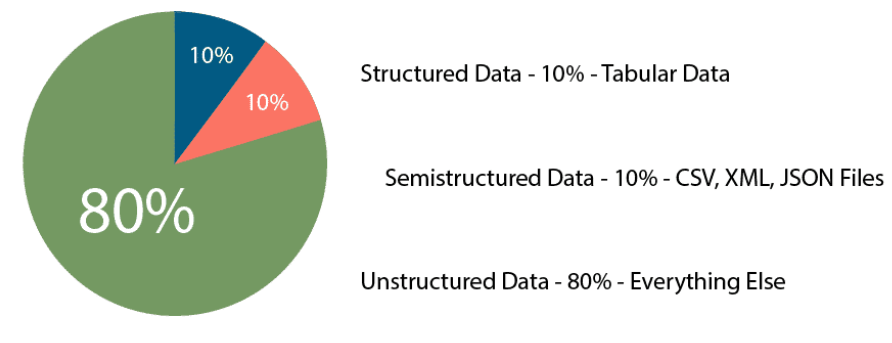 10%
10%
80%
Structured Data - 10% - Tabular Data
Semistructured Data - 10% - CSV, XML, JSON Files
Unstructured Data - 80% - Everything Else